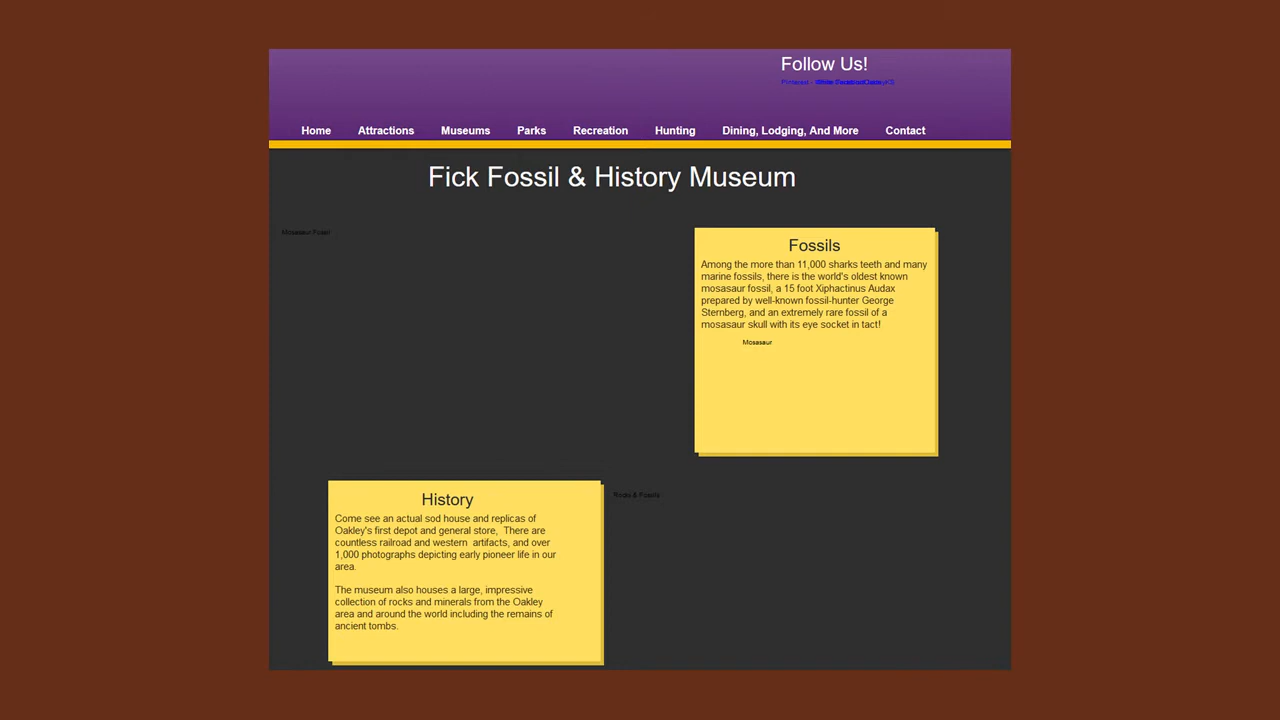 Follow Us!
Pinterest -
Home Attractions Museums Parks Recreation Hunting Dining, Lodging, And More Contact
Fick Fossil & History Museum
Mosasaur Fossil
Fossils
Among the more than 11,000 sharks teeth and many
marine fossils, there is the world's oldest known
mosasaur fossil, a 15 foot Xiphactinus Audax
prepared by well-known fossil-hunter George
Sternberg, and an extremely rare fossil of a
mosasaur skull with its eye socket in tact!
Mosasaur
History
Come see an actual sod house and replicas of
Oakley's first depot and general store,  There are
countless railroad and western  artifacts, and over
1,000 photographs depicting early pioneer life in our
area.
The museum also houses a large, impressive
collection of rocks and minerals from the Oakley
area and around the world including the remains of
ancient tombs.
Rocks & Fossils